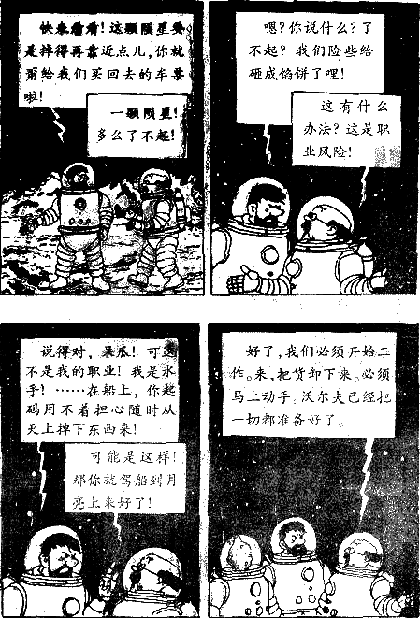 快来看看！这颗陨星要
是摔得再靠近点儿，你就
甭给我们买回去的车票
啦！
一颗陨星！
多么了不起！
嗯？你说什么？了
不起？我们险些给
砸成馅饼了哩！
这有什么
办法？这是职
业风险！
说得对，呆瓜！可这
不是我的职业！我是水
手！……在船上，你起
码用不着担心随时从
天上掉下东西来！
可能是这样！
那你就驾船到月
亮上来好了！
好了，我们必须开始工
作。来，把货卸下来。必须
马上动手。沃尔夫已经把
一切都准备好了。